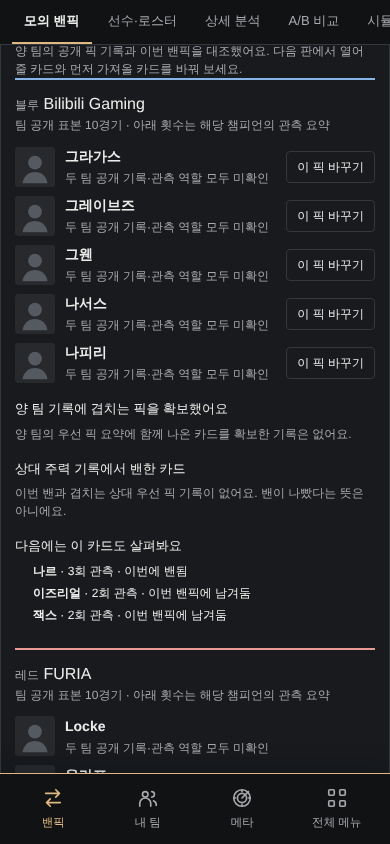 모의 밴픽 선수·로스터 상세 분석 A/B 비교
양 팀의 공개 픽 기록과 이번 밴픽을 대조했어요. 다음 판에서 열어
줄 카드와 먼저 가져올 카드를 바꿔 보세요.
블루 Bilibili Gaming
팀 공개 표본 10경기 · 아래 횟수는 해당 챔피언의 관측 요약
그라가스
두 팀 공개 기록·관측 역할 모두 미확인
이 픽 바꾸기
그레이브즈
두 팀 공개 기록·관측 역할 모두 미확인
이 픽 바꾸기
그웬
두 팀 공개 기록·관측 역할 모두 미확인
이 픽 바꾸기
나서스
두 팀 공개 기록·관측 역할 모두 미확인
이 픽 바꾸기
나피리
두 팀 공개 기록·관측 역할 모두 미확인
이 픽 바꾸기
양 팀 기록에 겹치는 픽을 확보했어요
양 팀의 우선 픽 요약에 함께 나온 카드를 확보한 기록은 없어요.
상대 주력 기록에서 밴한 카드
이번 밴과 겹치는 상대 우선 픽 기록이 없어요. 밴이 나빴다는 뜻은
아니에요.
다음에는 이 카드도 살펴봐요
나르 · 3회 관측 · 이번에 밴됨
이즈리얼 · 2회 관측 · 이번 밴픽에 남겨둠
잭스 · 2회 관측 · 이번 밴픽에 남겨둠
레드 FURIA
팀 공개 표본 10경기 · 아래 횟수는 해당 챔피언의 관측 요약
Locke
두 팀 공개 기록·관측 역할 모두 미확인
밴픽 내 팀 메타 전체 메뉴